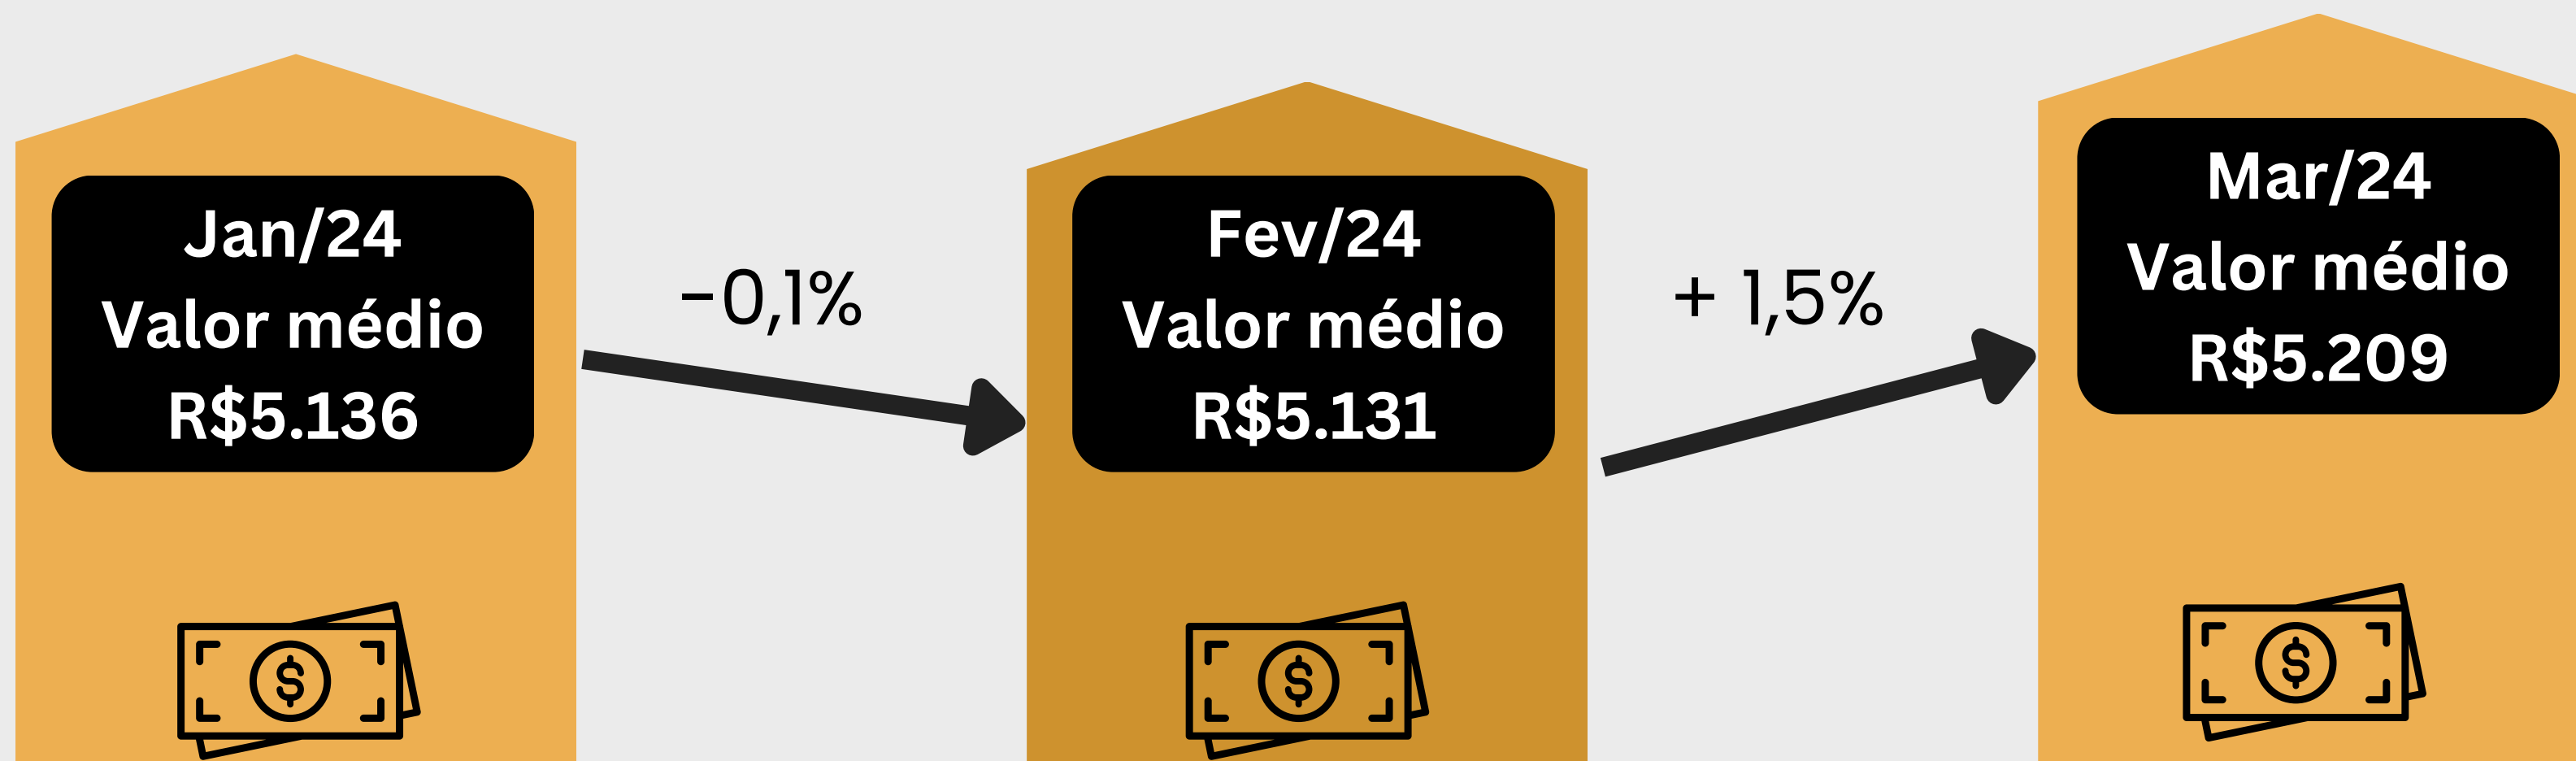 Jan/24
Valor médio
R$5.136
-0,1%
Fev/24
Valor médio
R$5.131
+ 1,5%
Mar/24
Valor médio
R$5.209
$
$
$